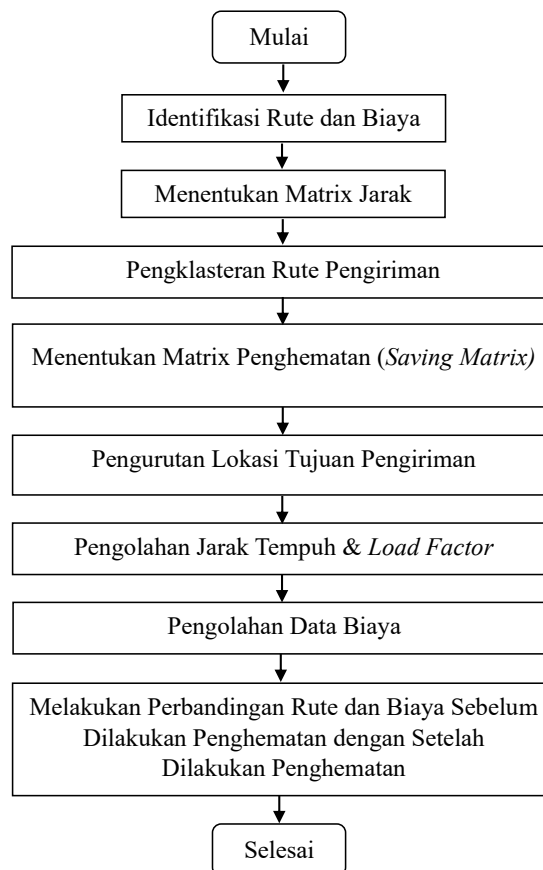 Mulai
Identifikasi Rute dan Biaya
Menentukan Matrix Jarak
Pengklasteran Rute Pengiriman
Menentukan Matrix Penghematan (Saving Matrix)
Pengurutan Lokasi Tujuan Pengiriman
Pengolahan Jarak Tempuh & Load Factor
Pengolahan Data Biaya
Melakukan Perbandingan Rute dan Biaya Sebelum
Dilakukan Penghematan dengan Setelah
Dilakukan Penghematan
Selesai